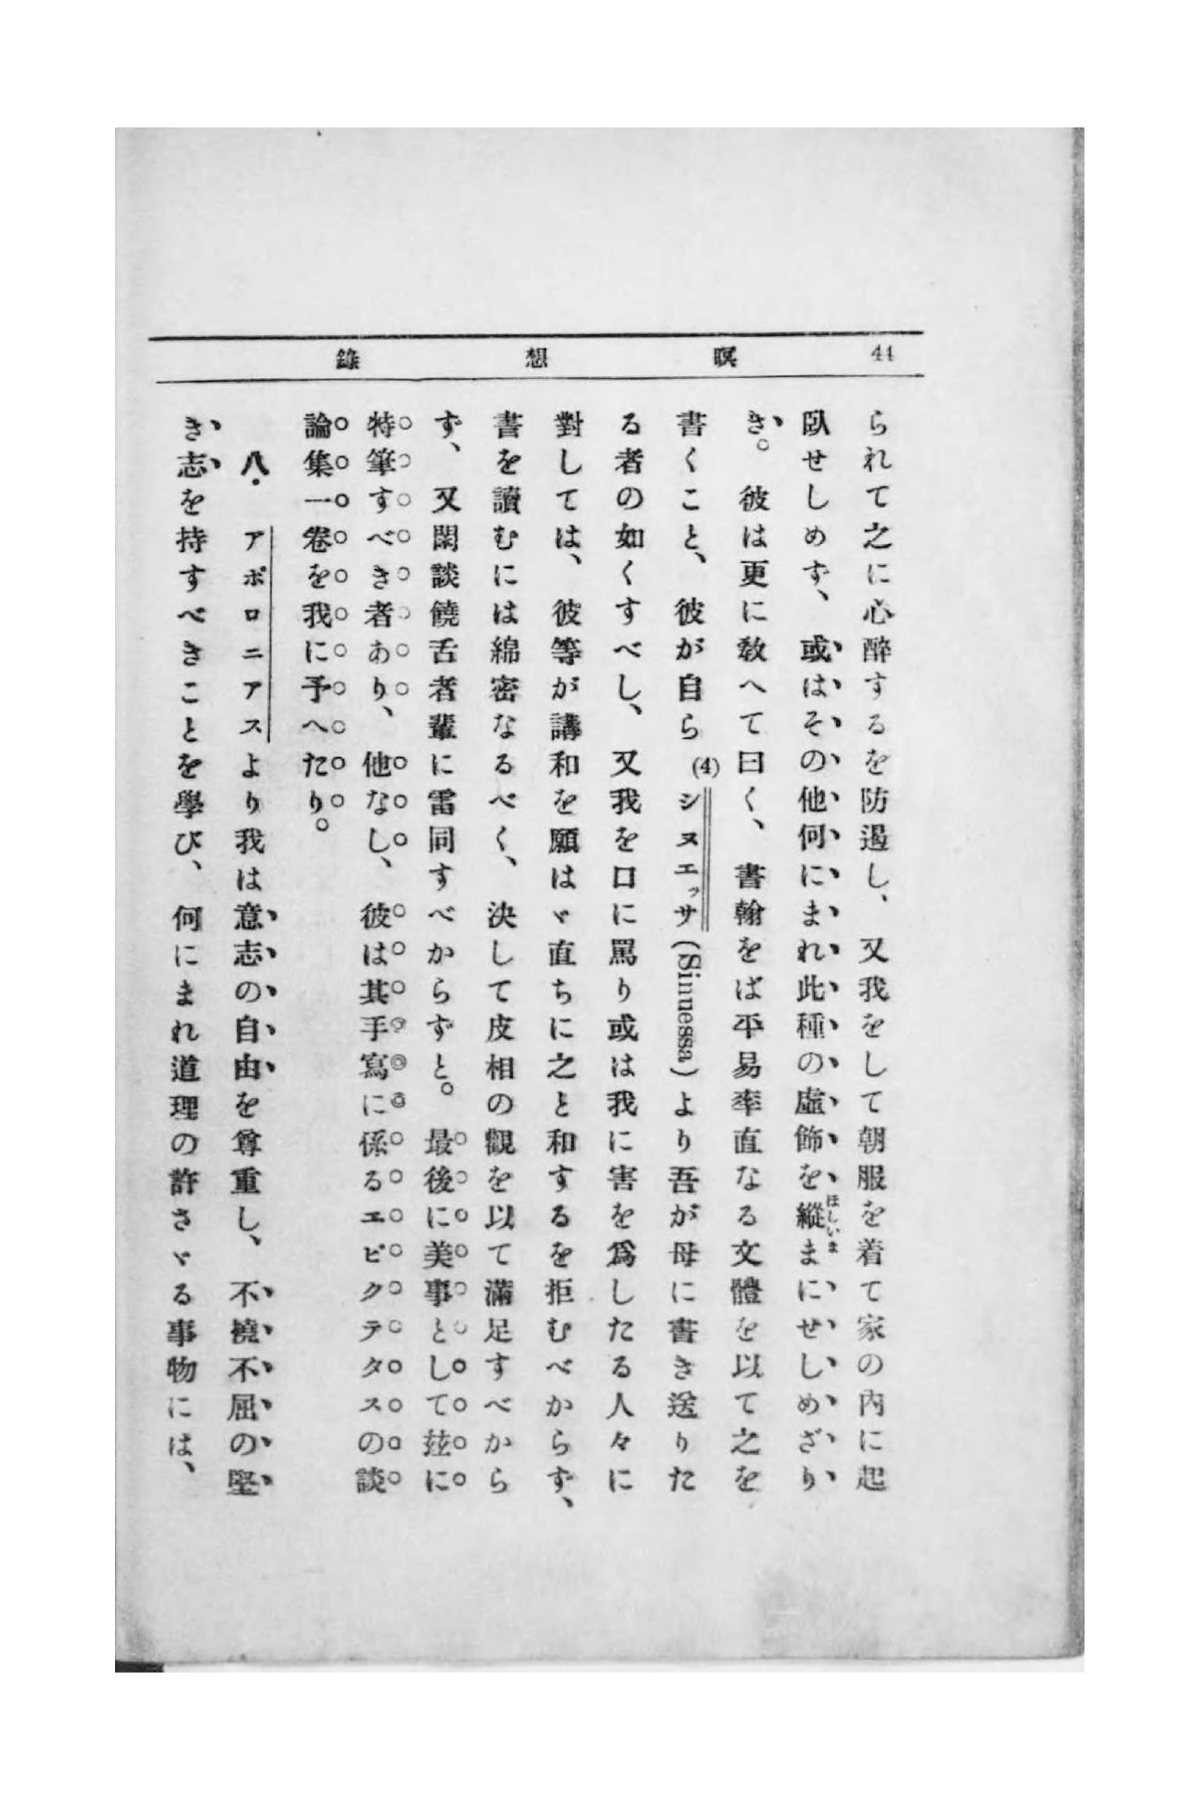 44 瞑想錄
られて之に心醉するを防遏し、又我をして朝服を着て家の內に起
臥せしめず、或はその他何にまれ此種の虛飾を縱まにせしめざり
ほしいま
き。彼は更に敎へて曰く、書翰をば平易率直なる文體を以て之を
書くこと、彼が自ら(4)シヌエッサ(Sinnessa)より吾が母に書き送りた
る者の如くすべし、又我を口に罵り或は我に害を爲したる人々に
對しては、彼等が講和を願はゞ直ちに之と和するを拒むべからず、
書を讀むには綿密なるべく、決して皮相の觀を以て滿足すべから
ず、又閑談饒舌者輩に雷同すべからずと。最後に美事として玆に
特筆すべき者あり、他なし、彼は其手寫に係るエピクテタスの談
論集一卷を我に予へたり。
八・アポロニアスより我は意志の自由を尊重し、不撓不屈の堅
き志を持すべきことを學び、何にまれ道理の許さゞる事物には、